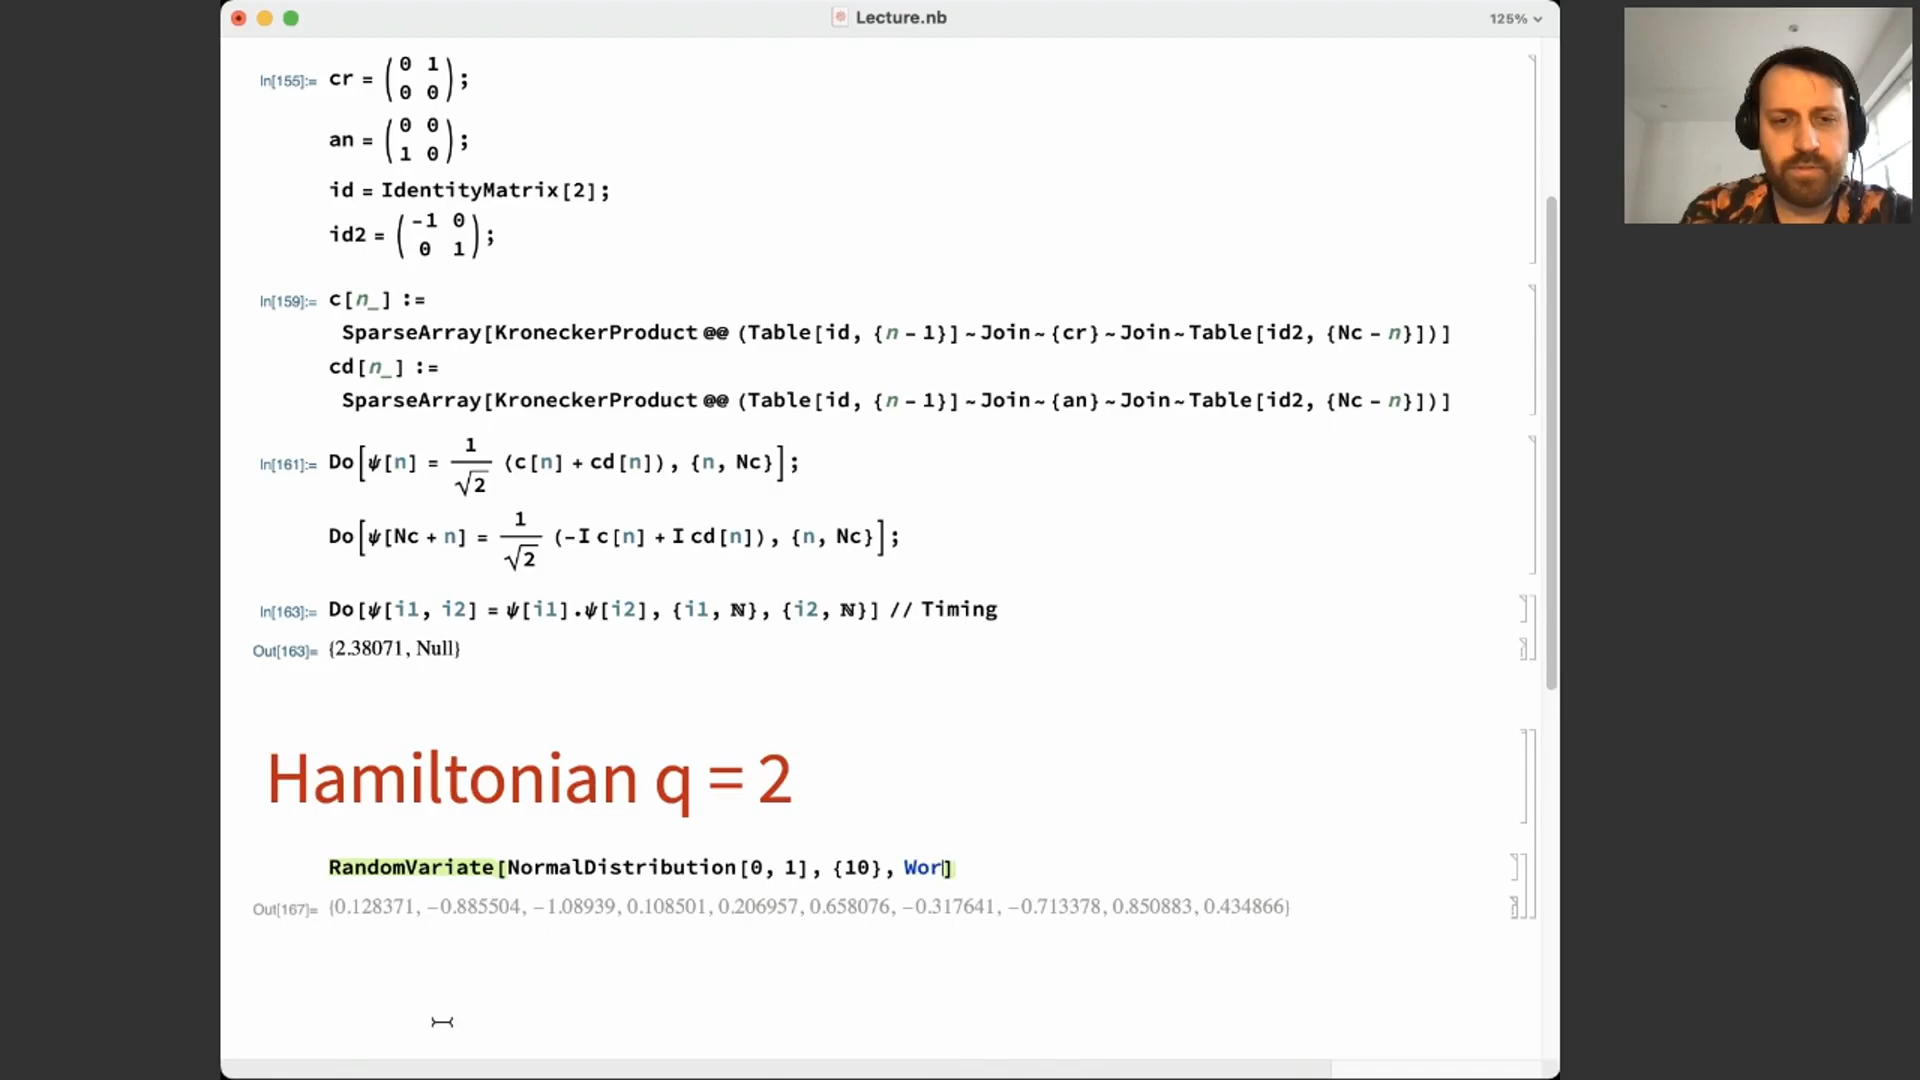 Lecture.nb
125%
In[155]:= cr = (0 1
0 0);
an = (0 0
1 0);
id = IdentityMatrix[2];
id2 = (-1 0
0 1);
In[159]:= c[n_] :=
SparseArray[KroneckerProduct @@ (Table[id, {n - 1}] ~Join~ {cr} ~Join~ Table[id2, {Nc - n}])]
cd[n_] :=
SparseArray[KroneckerProduct @@ (Table[id, {n - 1}] ~Join~ {an} ~Join~ Table[id2, {Nc - n}])]
In[161]:= Do[ψ[n] = 1/√2 (c[n] + cd[n]), {n, Nc}];
Do[ψ[Nc + n] = 1/√2 (-I c[n] + I cd[n]), {n, Nc}];
In[163]:= Do[ψ[i1, i2] = ψ[i1].ψ[i2], {i1, ℕ}, {i2, ℕ}] // Timing
Out[163]= {2.38071, Null}
Hamiltonian q = 2
RandomVariate[NormalDistribution[0, 1], {10}, Wor]
Out[167]= {0.128371, -0.885504, -1.08939, 0.108501, 0.206957, 0.658076, -0.317641, -0.713378, 0.850883, 0.434866}